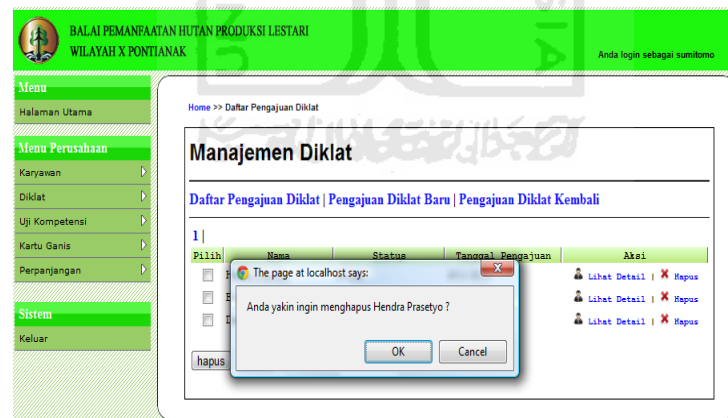 BALAI PEMANFAATAN HUTAN PRODUKSI LESTARI
WILAYAH X PONTIANAK
Anda login sebagai sumitomo
Menu
Halaman Utama
Menu Perusahaan
Karyawan
Diklat
Uji Kompetensi
Kartu Ganis
Perpanjangan
Sistem
Keluar
Home >> Daftar Pengajuan Diklat
Manajemen Diklat
Daftar Pengajuan Diklat | Pengajuan Diklat Baru | Pengajuan Diklat Kembali
1 |
Pilih Nama Status Tanggal Pengajuan Aksi
Lihat Detail | Hapus
Lihat Detail | Hapus
Lihat Detail | Hapus
The page at localhost says:
Anda yakin ingin menghapus Hendra Prasetyo ?
OK Cancel
hapus